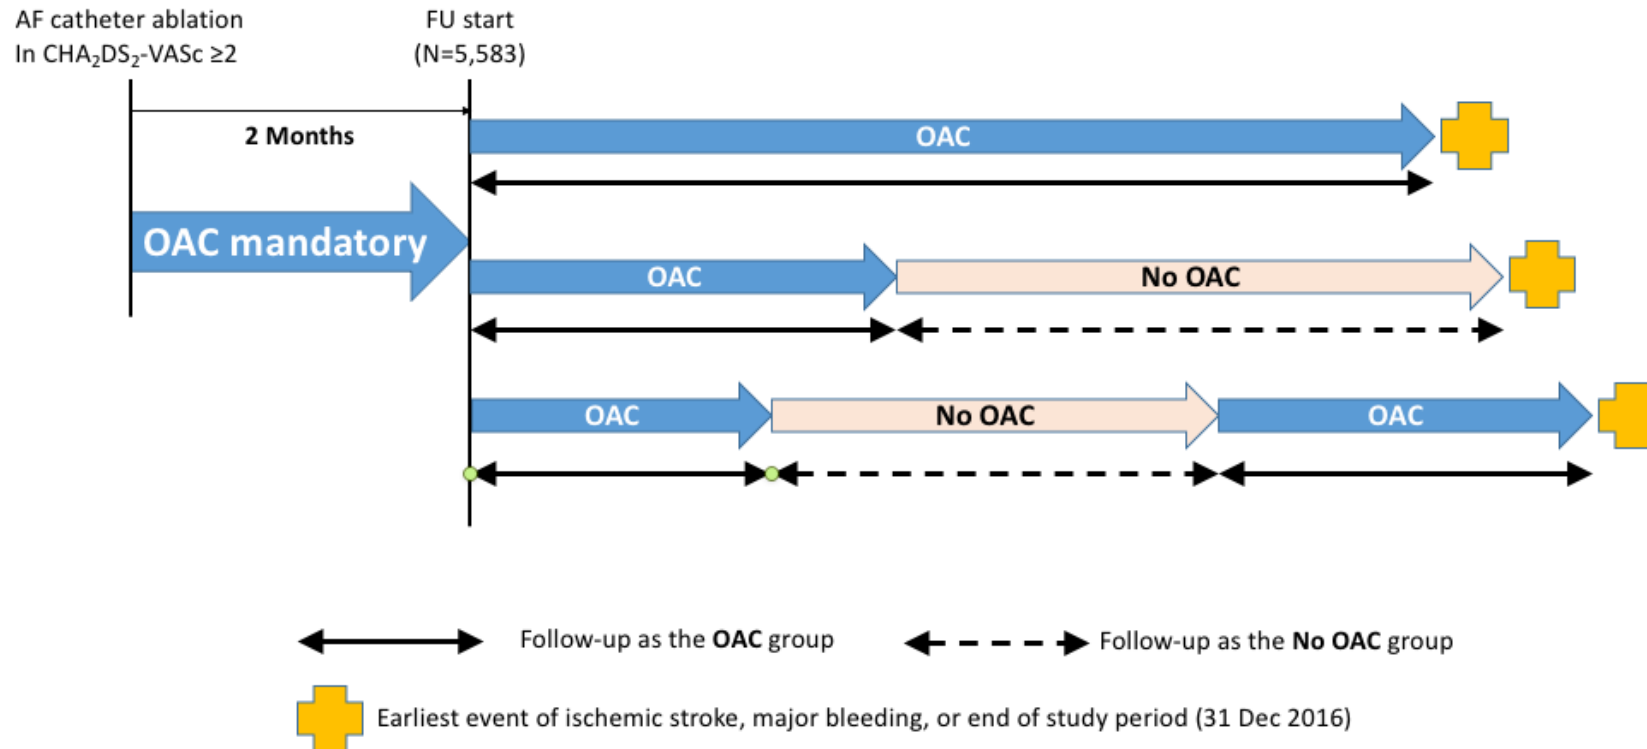 AF catheter ablation
In CHA₂DS₂-VASc ≥2
FU start
(N=5,583)
2 Months
OAC
OAC mandatory
OAC
No OAC
OAC
No OAC
OAC
Follow-up as the OAC group
Follow-up as the No OAC group
Earliest event of ischemic stroke, major bleeding, or end of study period (31 Dec 2016)